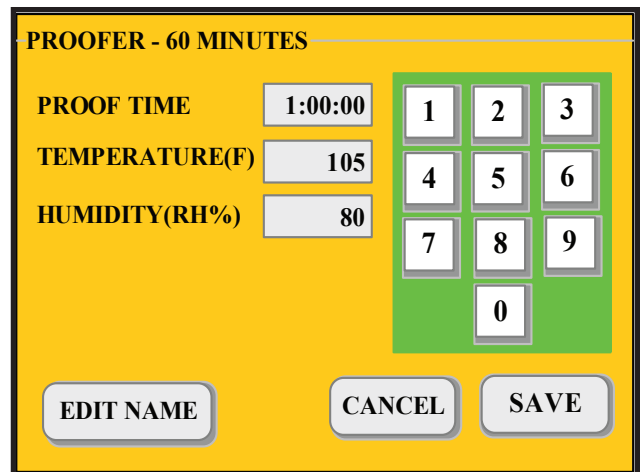 PROOFER - 60 MINUTES
PROOF TIME 1:00:00
TEMPERATURE(F) 105
HUMIDITY(RH%) 80
1 2 3
4 5 6
7 8 9
0
EDIT NAME CANCEL SAVE